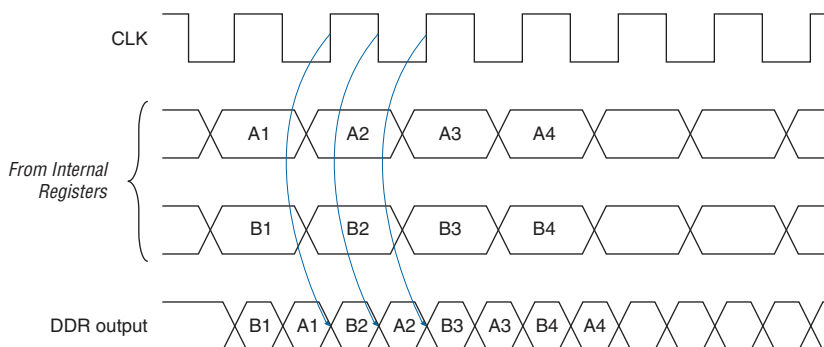 CLK
A1 A2 A3 A4
From Internal
Registers
B1 B2 B3 B4
DDR output B1 A1 B2 A2 B3 A3 B4 A4